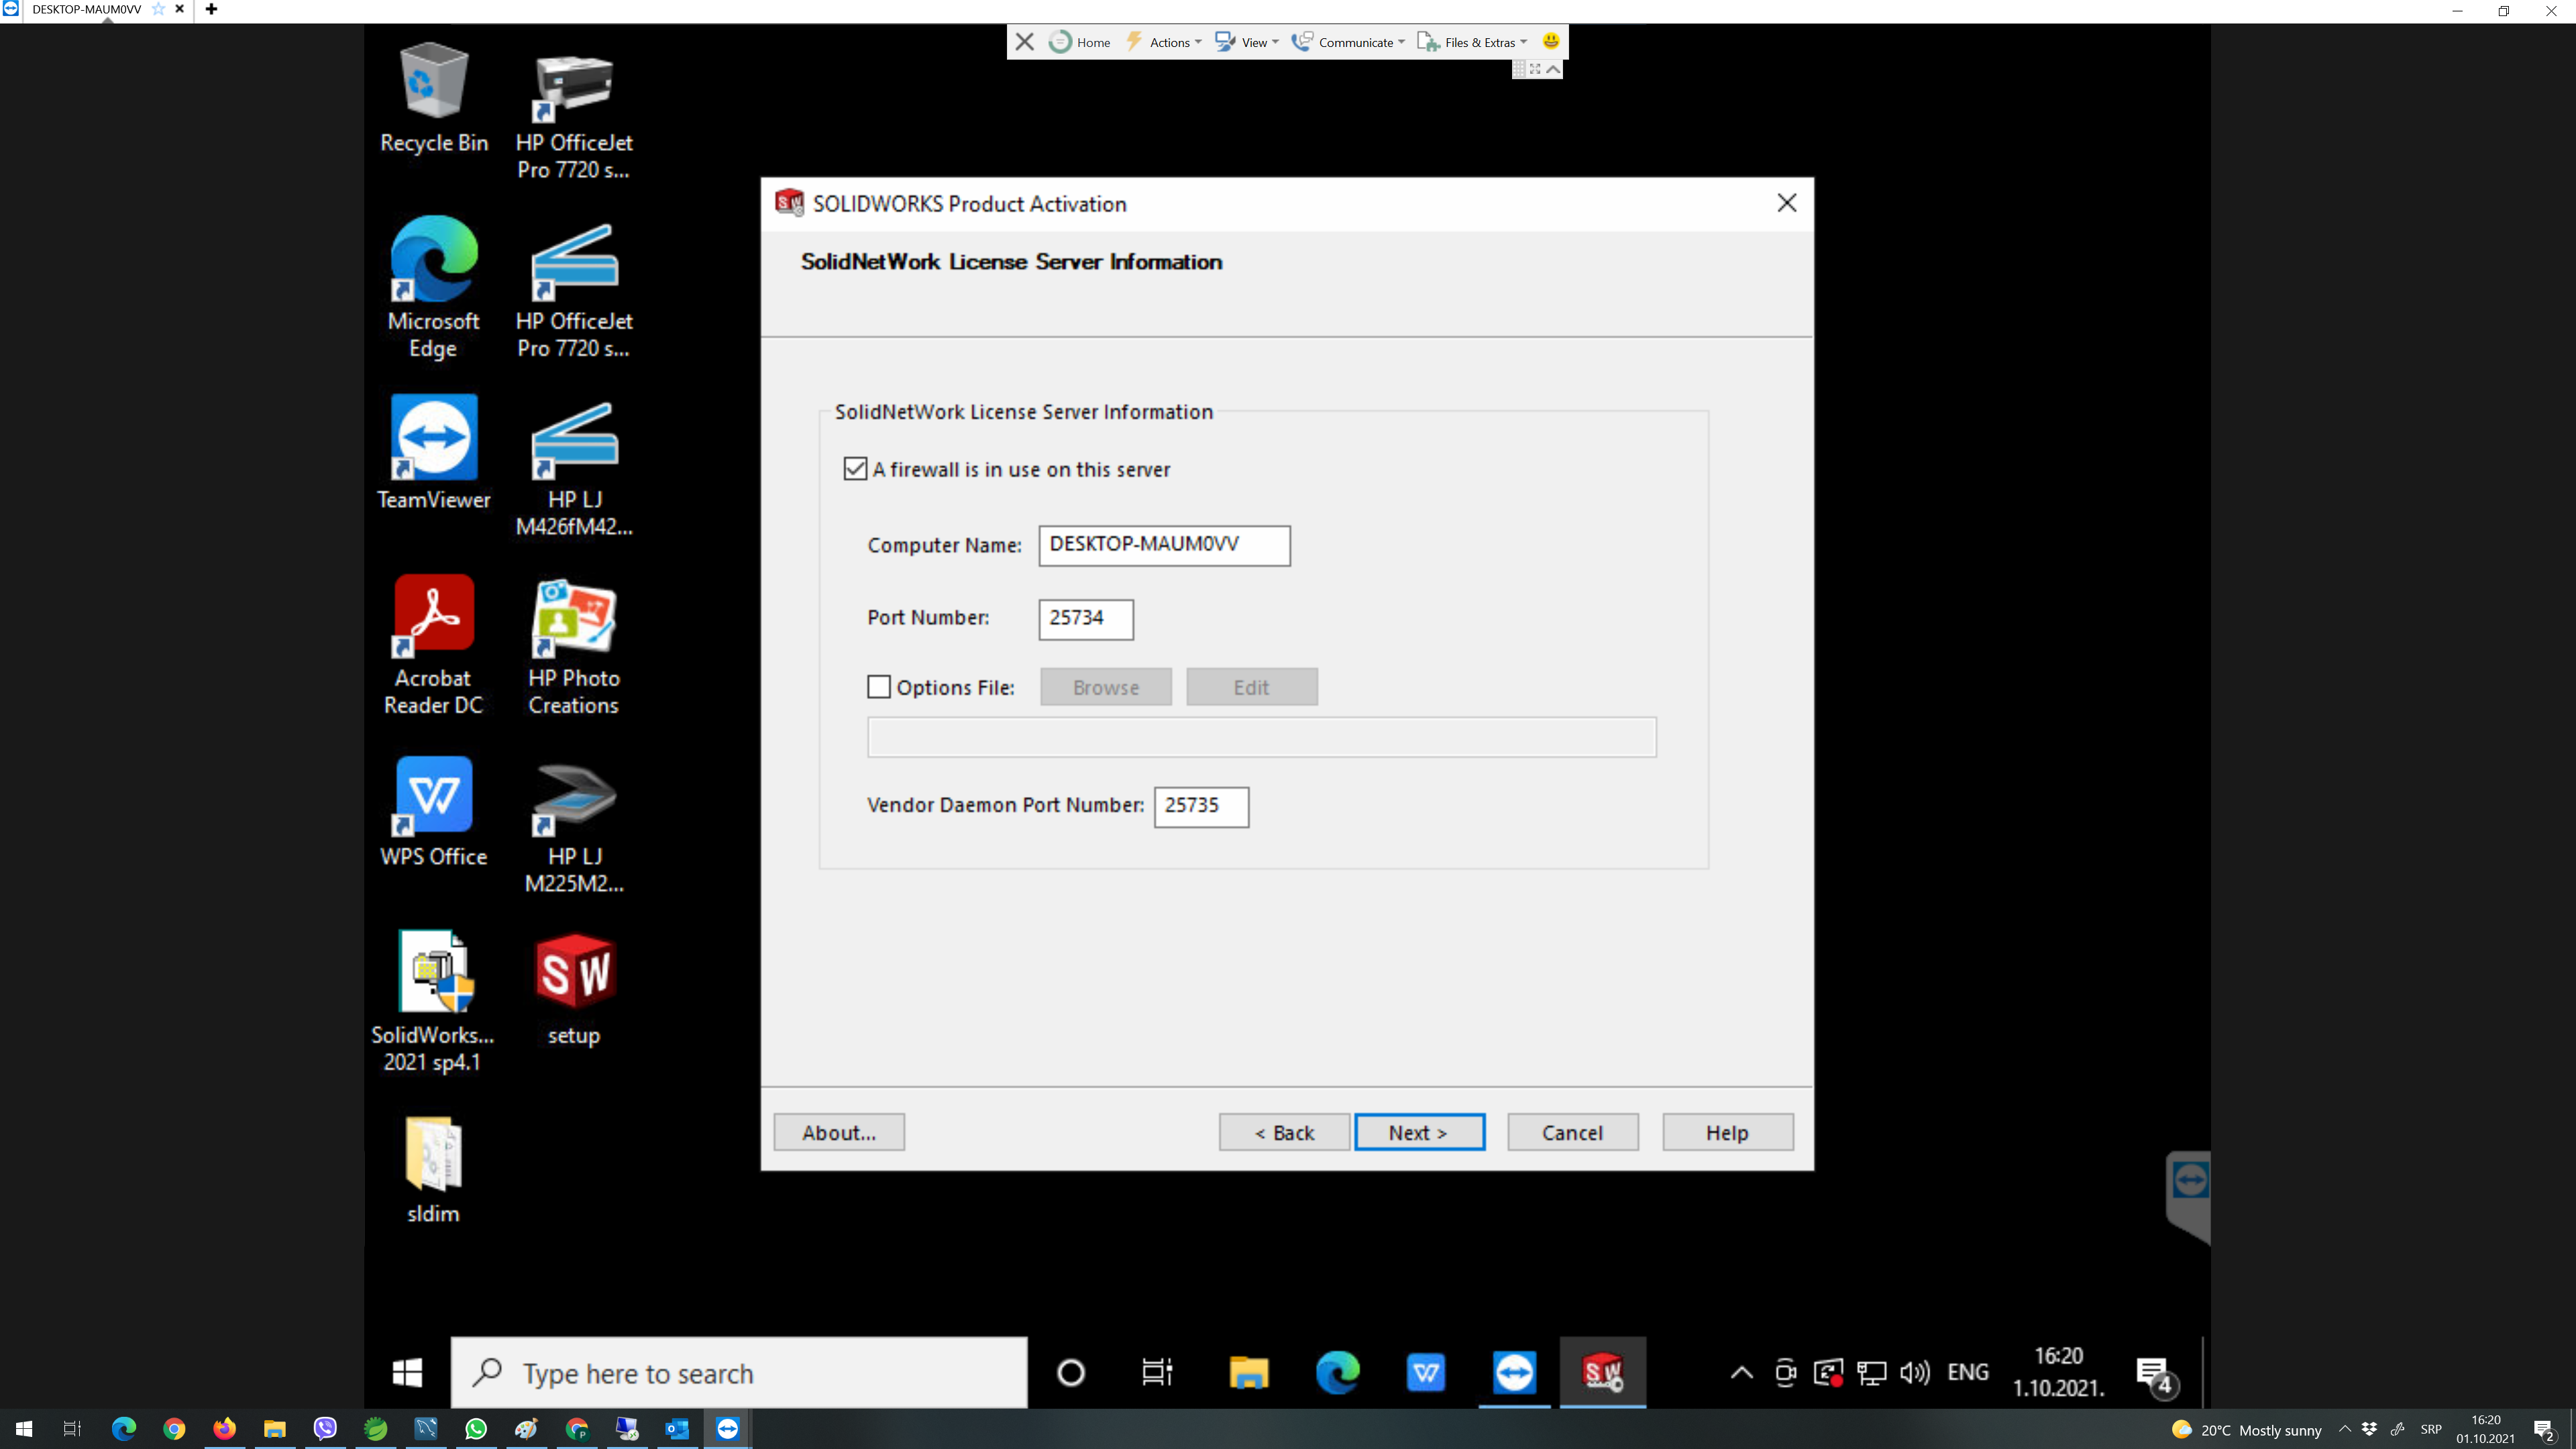 DESKTOP-MAUM0VV
Home
Actions
View
Communicate
Files & Extras
Recycle Bin
HP OfficeJet
Pro 7720 s...
Microsoft
Edge
HP OfficeJet
Pro 7720 s...
TeamViewer
HP LJ
M426fM42...
Acrobat
Reader DC
HP Photo
Creations
WPS Office
HP LJ
M225M2...
SolidWorks...
2021 sp4.1
setup
sldim
SOLIDWORKS Product Activation
SolidNetWork License Server Information
SolidNetWork License Server Information
A firewall is in use on this server
Computer Name: DESKTOP-MAUM0VV
Port Number: 25734
Options File: Browse Edit
Vendor Daemon Port Number: 25735
About...
< Back
Next >
Cancel
Help
Type here to search
ENG
16:20
1.10.2021.
4
20°C Mostly sunny
SRP
16:20
01.10.2021
2